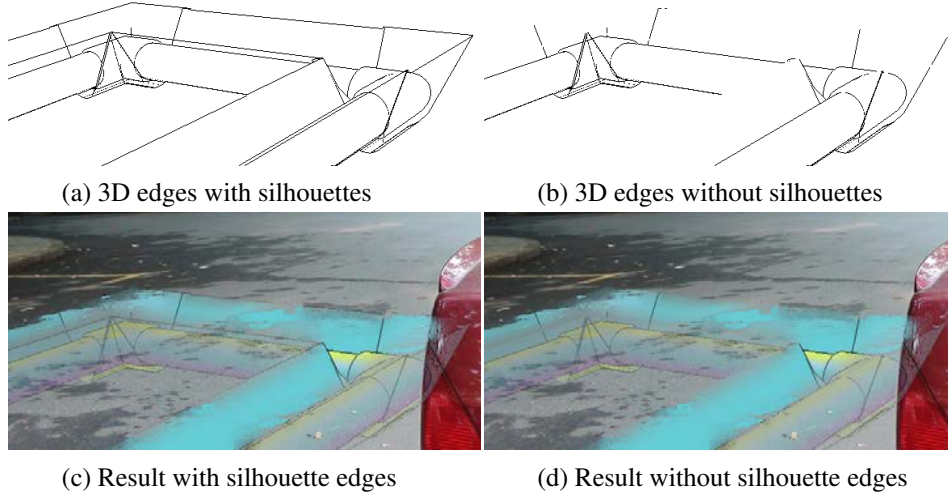 (a) 3D edges with silhouettes
(b) 3D edges without silhouettes
(c) Result with silhouette edges
(d) Result without silhouette edges